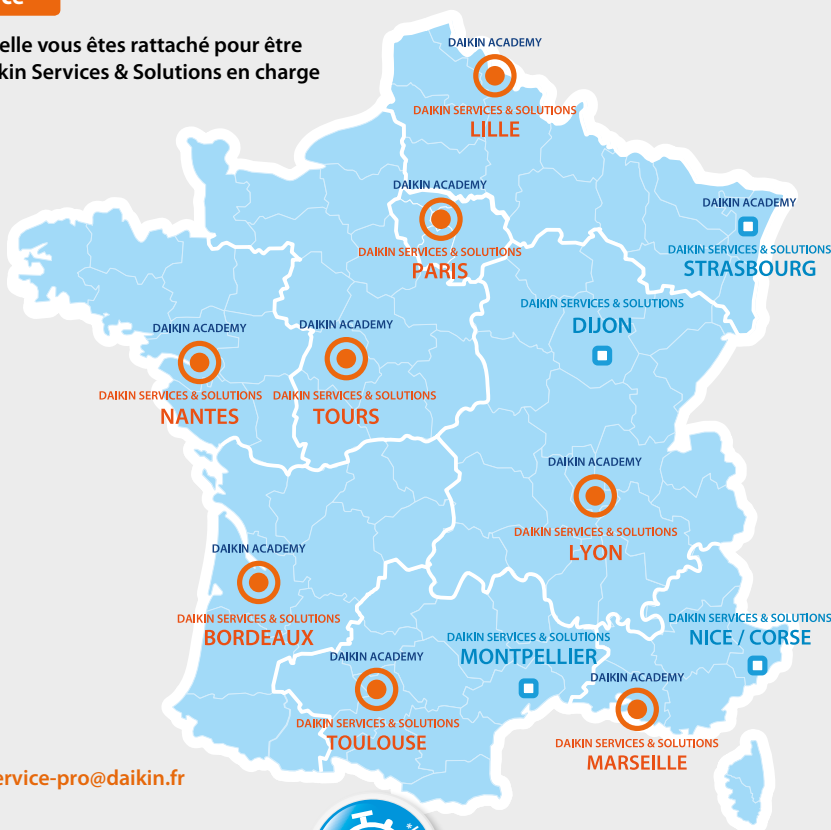 elle vous êtes rattaché pour être
kin Services & Solutions en charge
DAIKIN ACADEMY
DAIKIN SERVICES & SOLUTIONS
LILLE
DAIKIN ACADEMY
DAIKIN SERVICES & SOLUTIONS
PARIS
DAIKIN ACADEMY
DAIKIN SERVICES & SOLUTIONS
STRASBOURG
DAIKIN SERVICES & SOLUTIONS
DIJON
DAIKIN ACADEMY
DAIKIN SERVICES & SOLUTIONS
NANTES
DAIKIN ACADEMY
DAIKIN SERVICES & SOLUTIONS
TOURS
DAIKIN ACADEMY
DAIKIN SERVICES & SOLUTIONS
LYON
DAIKIN ACADEMY
DAIKIN SERVICES & SOLUTIONS
BORDEAUX
DAIKIN SERVICES & SOLUTIONS
MONTPELLIER
DAIKIN SERVICES & SOLUTIONS
NICE / CORSE
DAIKIN ACADEMY
DAIKIN SERVICES & SOLUTIONS
TOULOUSE
DAIKIN ACADEMY
DAIKIN SERVICES & SOLUTIONS
MARSEILLE
ervice-pro@daikin.fr